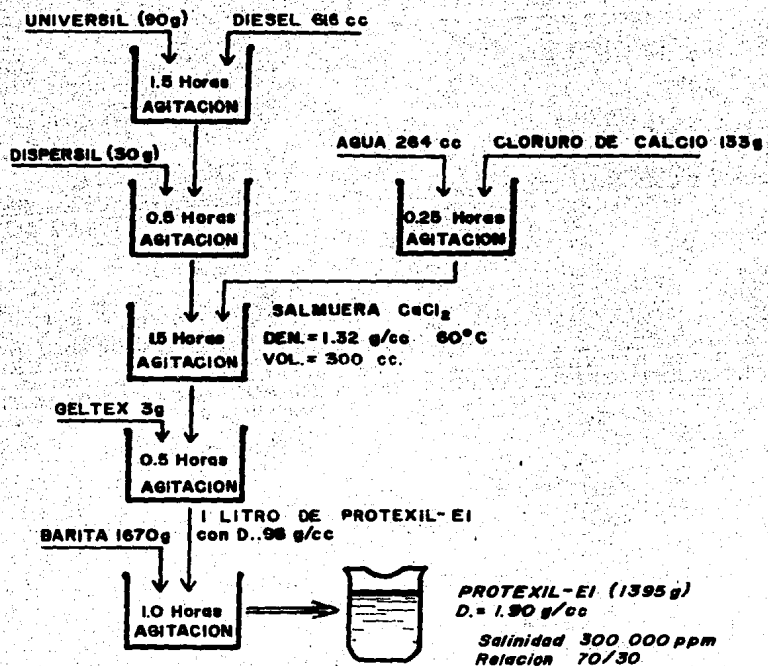 UNIVERSIL (90g) DIESEL 616 cc
1.5 Horas
AGITACION
DISPERSIL (30g)
AGUA 264 cc CLORURO DE CALCIO 133g
0.5 Horas
AGITACION
0.25 Horas
AGITACION
SALMUERA CaCl₂
1.5 Horas
AGITACION
DEN.= 1.32 g/cc 60°C
VOL.= 300 cc.
GELTEX 3g
0.5 Horas
AGITACION
1 LITRO DE PROTEXIL-EI
con D..98 g/cc
BARITA 1670g
1.0 Horas
AGITACION
PROTEXIL-EI (1395g)
D.= 1.90 g/cc
Salinidad 300 000 ppm
Relacion 70/30